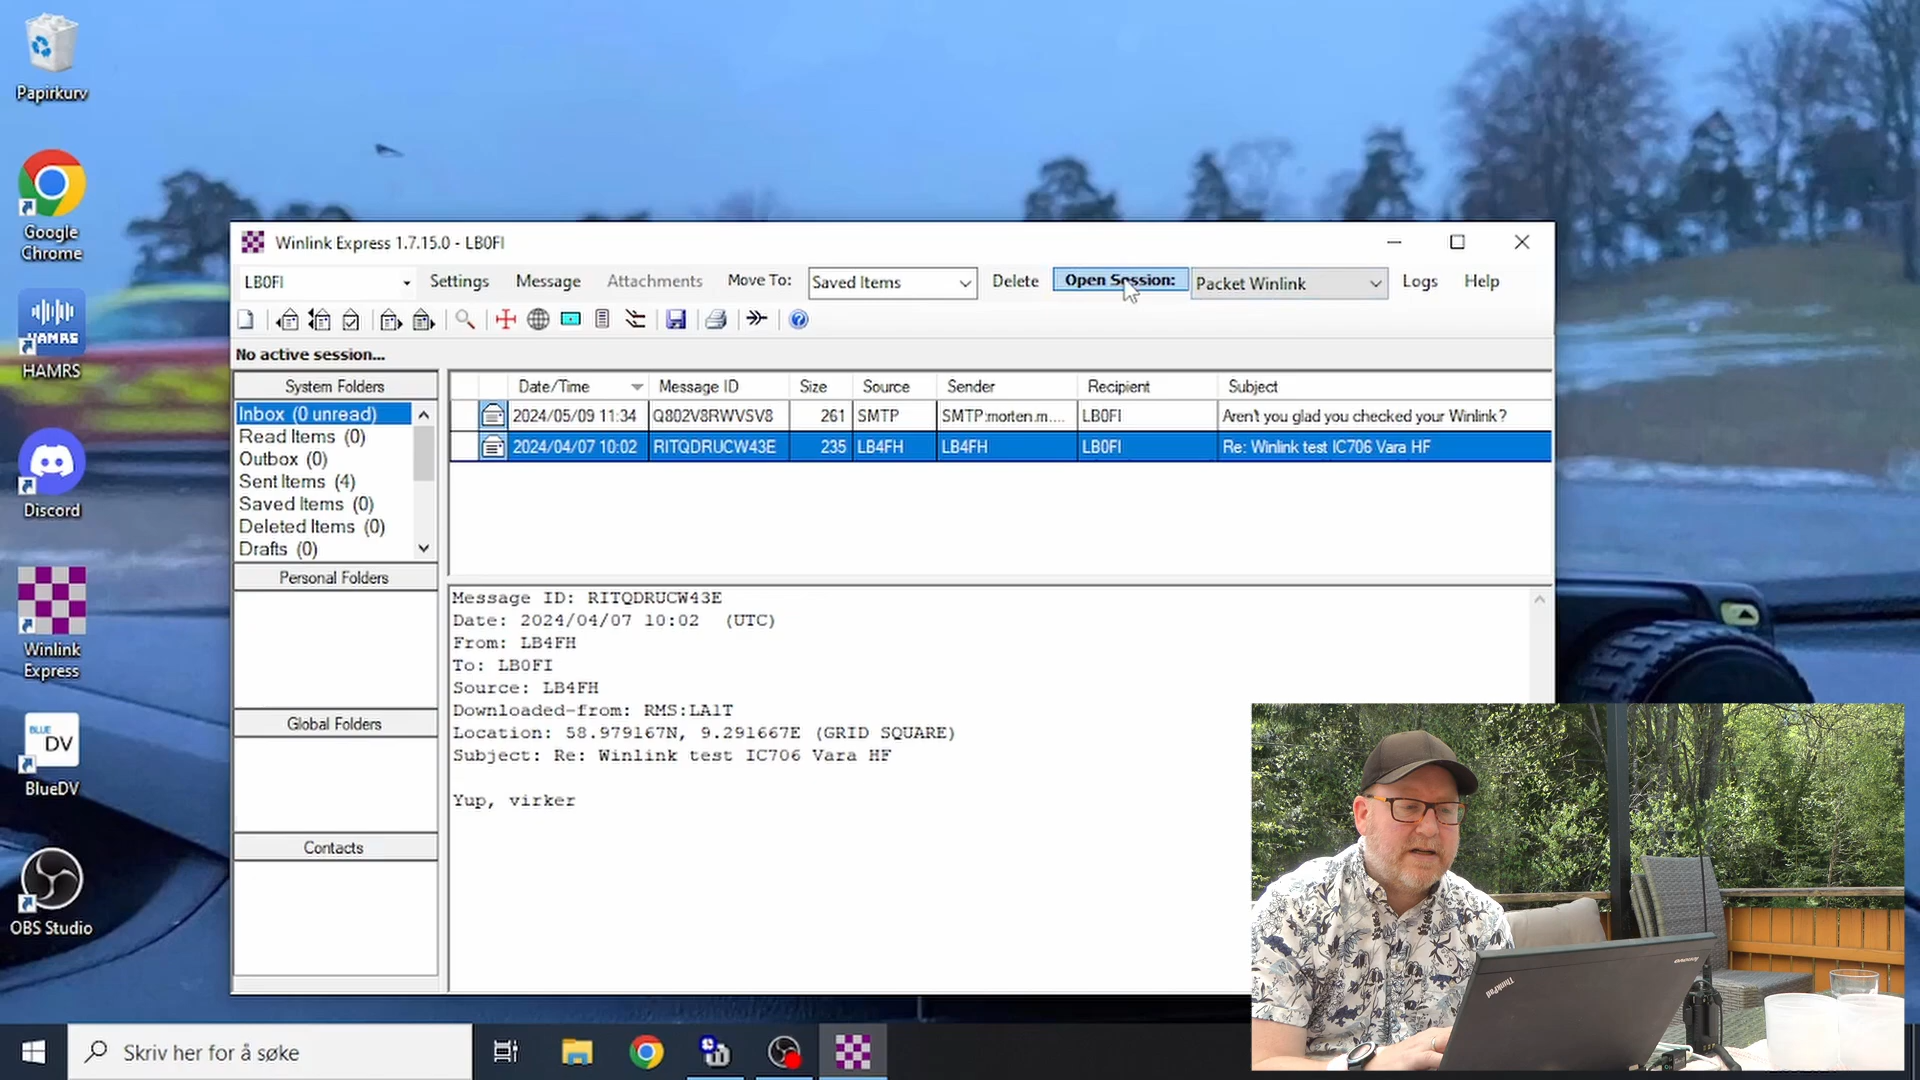 Papirkurv
Google
Chrome
HAMRS
HAMRS
Discord
Winlink
Express
BLUE
DV
BlueDV
OBS Studio
Winlink Express 1.7.15.0 - LB0FI
LB0FI Settings Message Attachments Move To: Saved Items Delete Open Session: Packet Winlink Logs Help
No active session...
System Folders
Inbox (0 unread)
Read Items (0)
Outbox (0)
Sent Items (4)
Saved Items (0)
Deleted Items (0)
Drafts (0)
Personal Folders
Global Folders
Contacts
Date/Time Message ID Size Source Sender Recipient Subject
2024/05/09 11:34 Q802V8RWVSV8 261 SMTP SMTP:morten.m.... LB0FI Aren't you glad you checked your Winlink?
2024/04/07 10:02 RITQDRUCW43E 235 LB4FH LB4FH LB0FI Re: Winlink test IC706 Vara HF
Message ID: RITQDRUCW43E
Date: 2024/04/07 10:02 (UTC)
From: LB4FH
To: LB0FI
Source: LB4FH
Downloaded-from: RMS:LA1T
Location: 58.979167N, 9.291667E (GRID SQUARE)
Subject: Re: Winlink test IC706 Vara HF
Yup, virker
ThinkPad
Skriv her for å søke